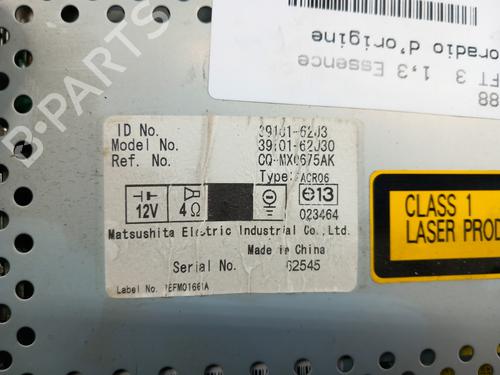 88
FT 3 1,3 Essence
oradio d'origine
ID No. 39101-62J3
Model No. 39101-62J30
Ref. No. CQ-MX0675AK
Type: ACR06
12V 4Ω 13
023464
Matsushita Electric Industrial Co., Ltd.
Made in China
Serial No. 62545
Label No. YEFM01661A
CLASS 1
LASER PROD
B-Parts